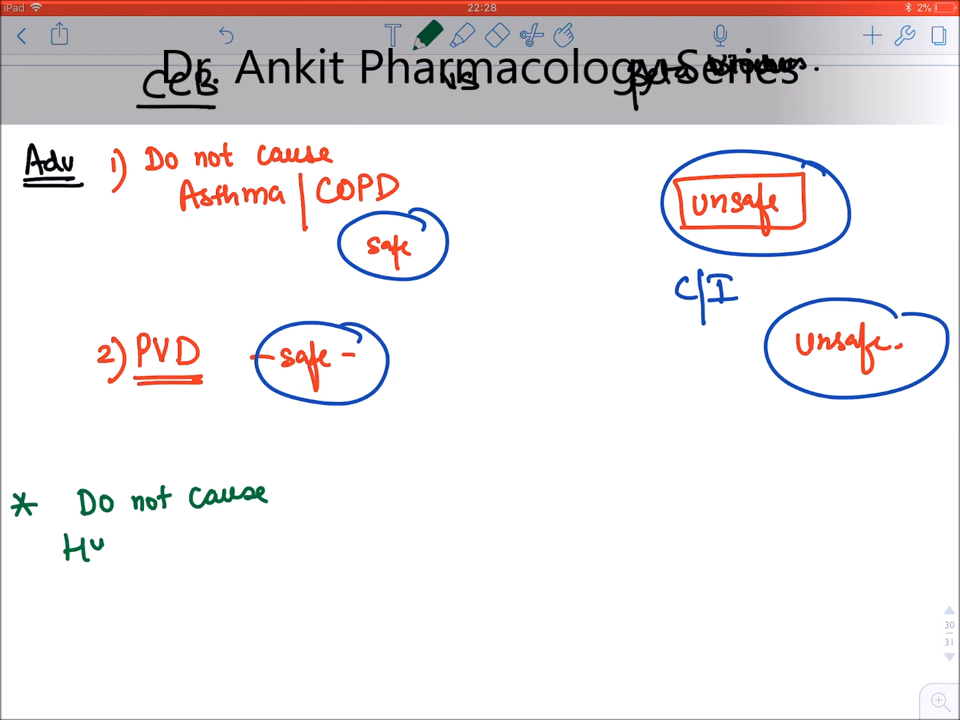 iPad 22:28 2%
Dr. Ankit Pharmacology Series
CCB vs
Adv 1) Do not cause
Asthma | COPD
safe
unsafe
C/I
2) PVD - safe - unsafe.
* Do not cause
Hu
30
31